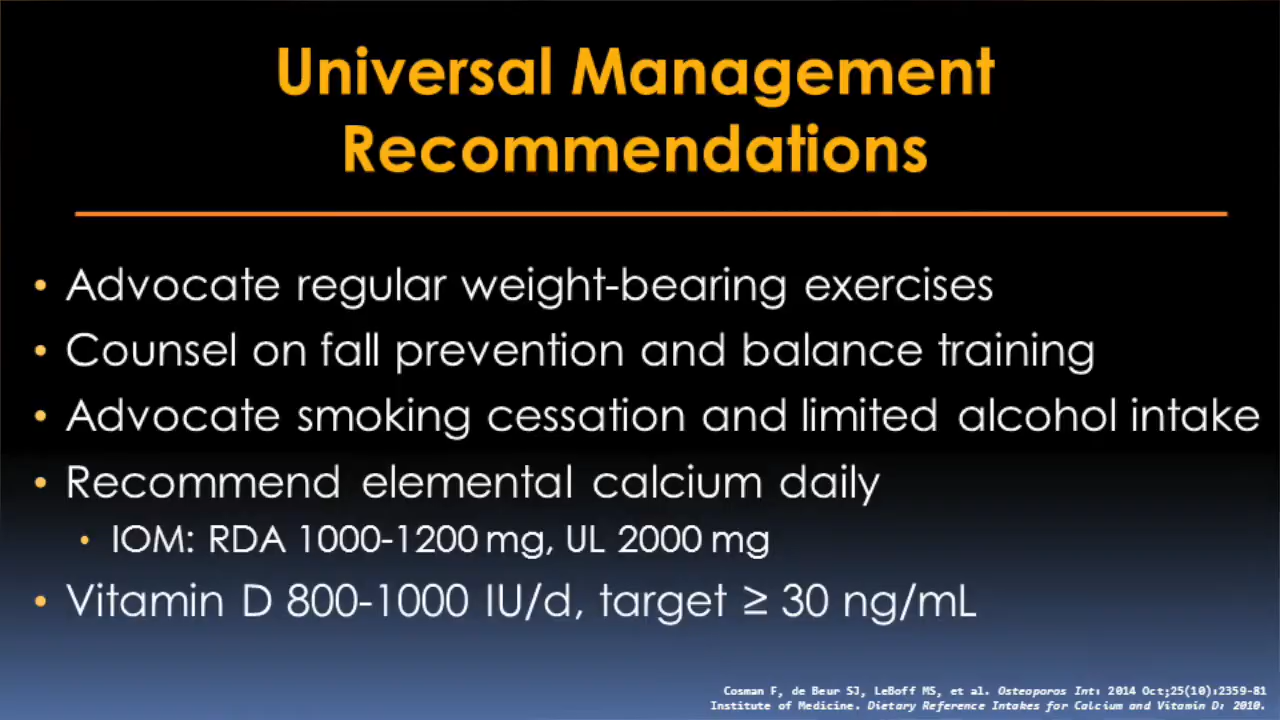 Universal Management
Recommendations
• Advocate regular weight-bearing exercises
• Counsel on fall prevention and balance training
• Advocate smoking cessation and limited alcohol intake
• Recommend elemental calcium daily
• IOM: RDA 1000-1200 mg, UL 2000 mg
• Vitamin D 800-1000 IU/d, target ≥ 30 ng/mL
Cosman F, de Beur SJ, LeBoff MS, et al. Osteoporos Int: 2014 Oct;25(10):2359-81
Institute of Medicine. Dietary Reference Intakes for Calcium and Vitamin D: 2010.